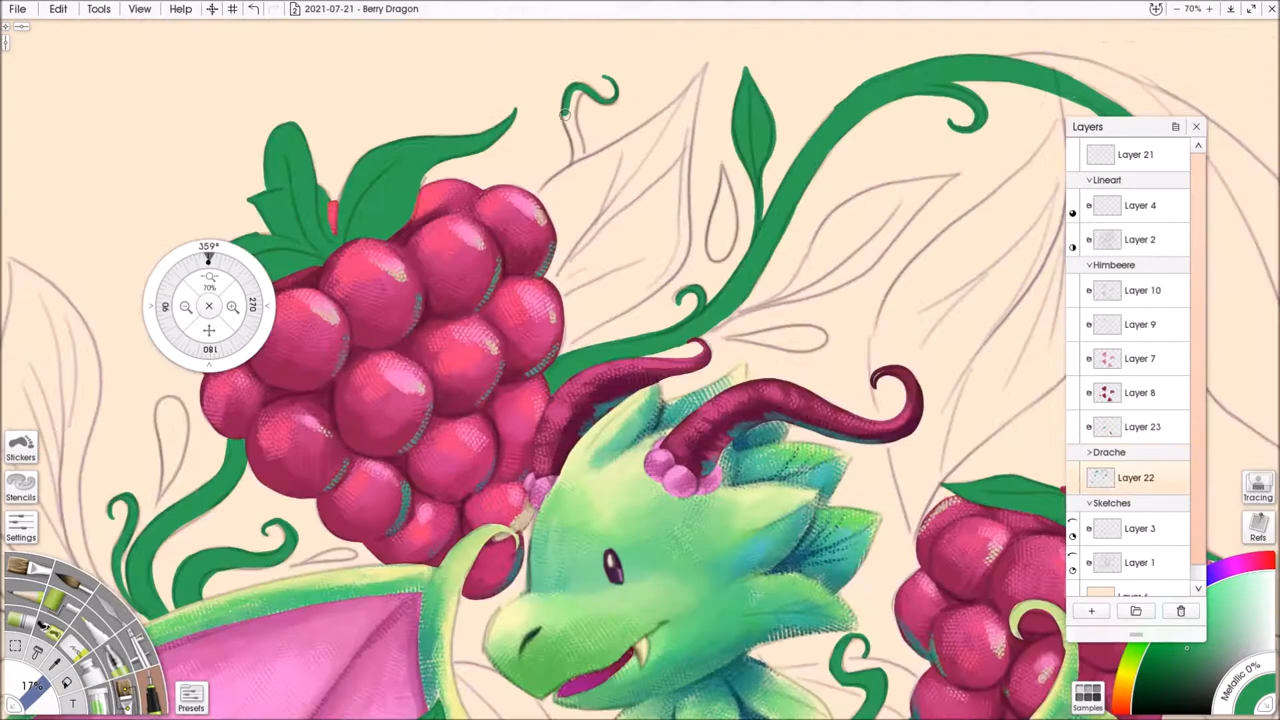 File Edit Tools View Help 2021-07-21 - Berry Dragon 70%
Layers
Layer 21
Lineart
Layer 4
Layer 2
Himbeere
Layer 10
Layer 9
Layer 7
Layer 8
Layer 23
Drache
Layer 22
Sketches
Layer 3
Layer 1
359°
70%
90
270
180
Stickers
Stencils
Settings
Tracing
Refs
17%
T
Presets
Samples
Metallic 0%